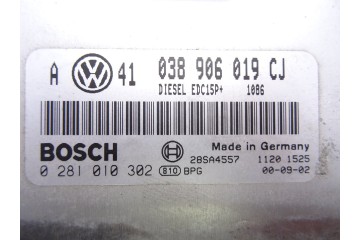 A VW 41 038 906 019 CJ
DIESEL EDC15P+ 1086
BOSCH 28SA4557 Made in Germany
1120 1525
0 281 010 302 810 BPG 00-09-02